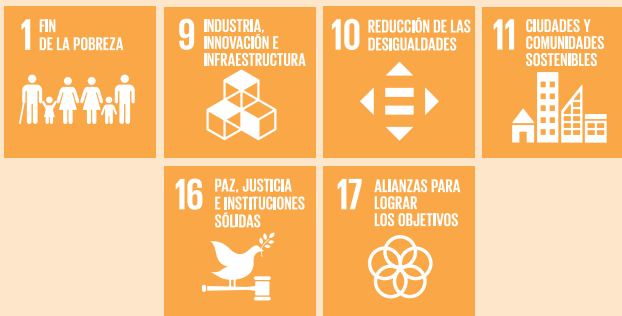 1 FIN
DE LA POBREZA
9 INDUSTRIA,
INNOVACIÓN E
INFRAESTRUCTURA
10 REDUCCIÓN DE LAS
DESIGUALDADES
11 CIUDADES Y
COMUNIDADES
SOSTENIBLES
16 PAZ, JUSTICIA
E INSTITUCIONES
SÓLIDAS
17 ALIANZAS PARA
LOGRAR
LOS OBJETIVOS